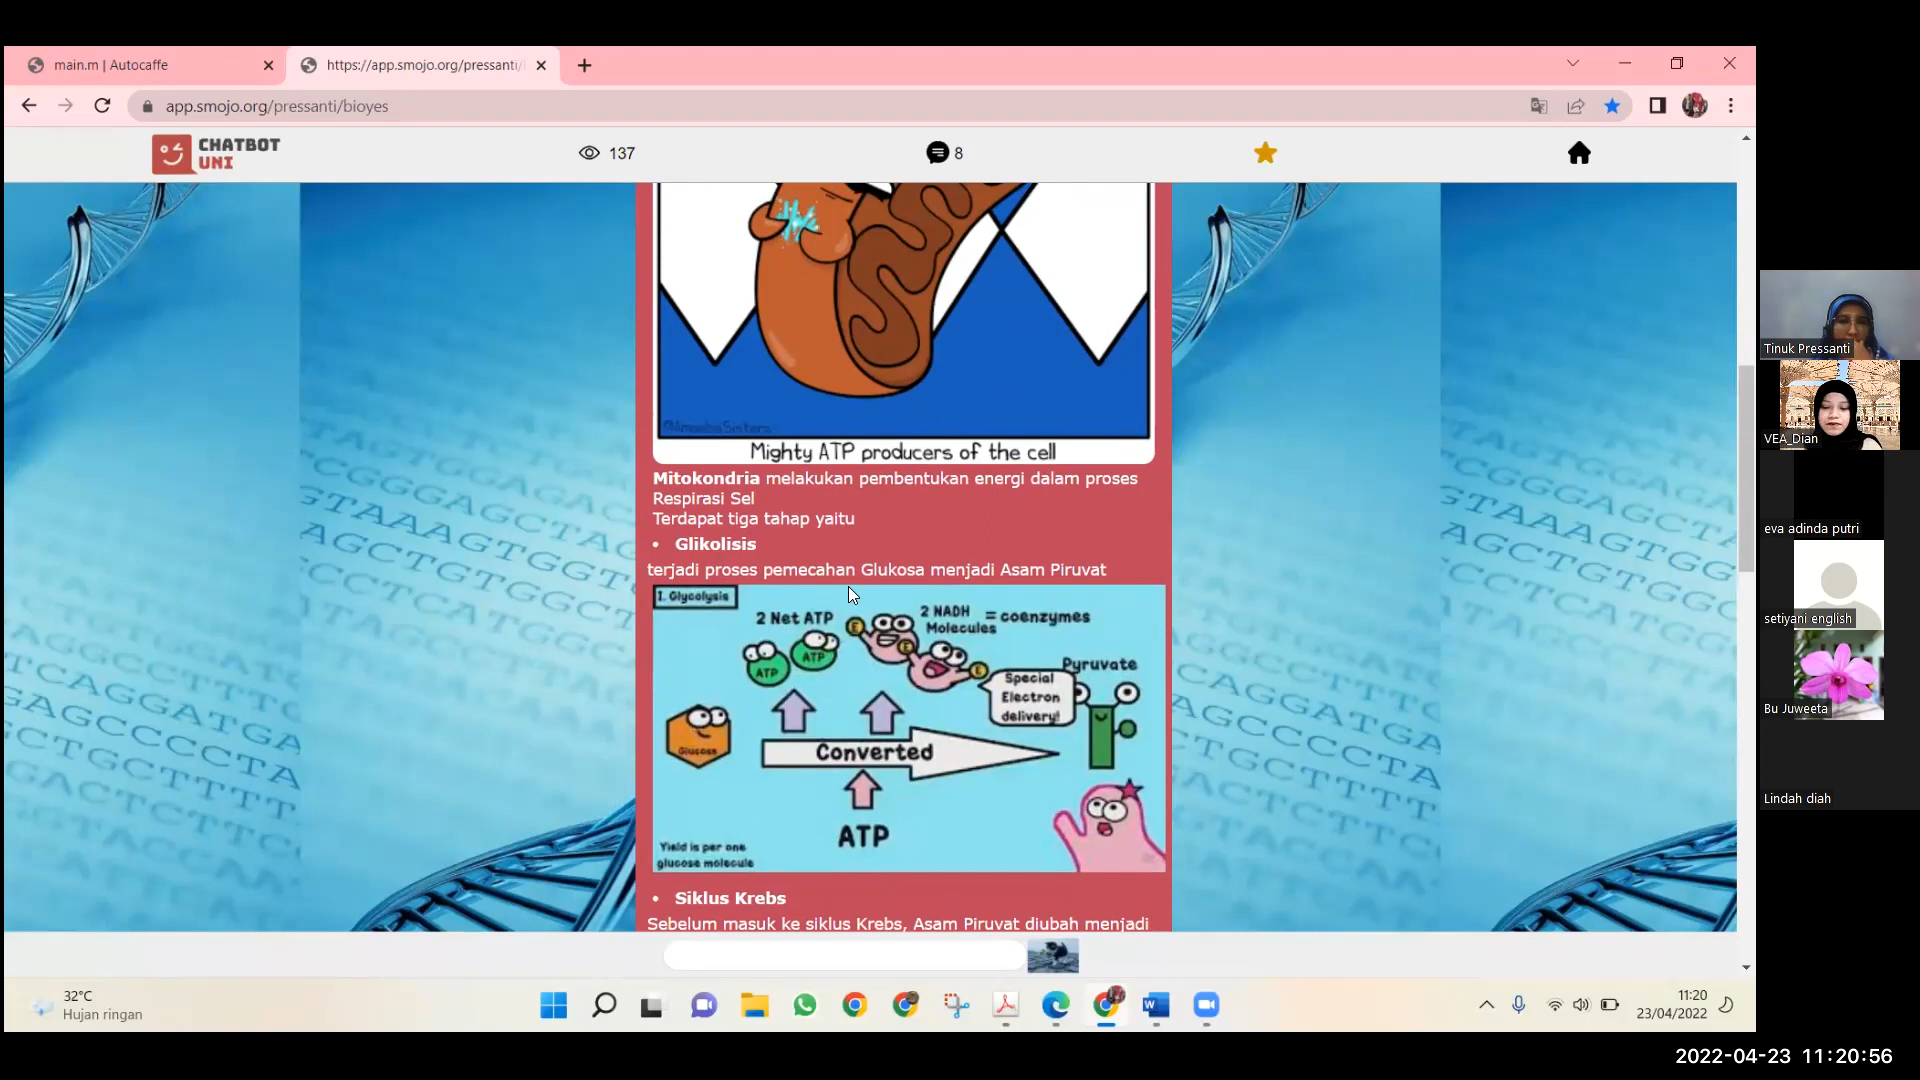 main.m | Autocaffe
https://app.smojo.org/pressanti/
app.smojo.org/pressanti/bioyes
CHATBOT
UNI
137
8
©Amoeba Sisters
Mighty ATP producers of the cell
Mitokondria melakukan pembentukan energi dalam proses
Respirasi Sel
Terdapat tiga tahap yaitu
• Glikolisis
terjadi proses pemecahan Glukosa menjadi Asam Piruvat
1. Glycolysis
2 Net ATP
2 NADH
Molecules
= coenzymes
ATP
ATP
E
E
E
Pyruvate
Special
Electron
delivery!
Glucose
Converted
ATP
Yield is per one
glucose molecule
• Siklus Krebs
Sebelum masuk ke siklus Krebs, Asam Piruvat diubah menjadi
Tinuk Pressanti
VEA_Dian
eva adinda putri
setiyani english
Bu Juweeta
Lindah diah
32°C
Hujan ringan
11:20
23/04/2022
2022-04-23 11:20:56